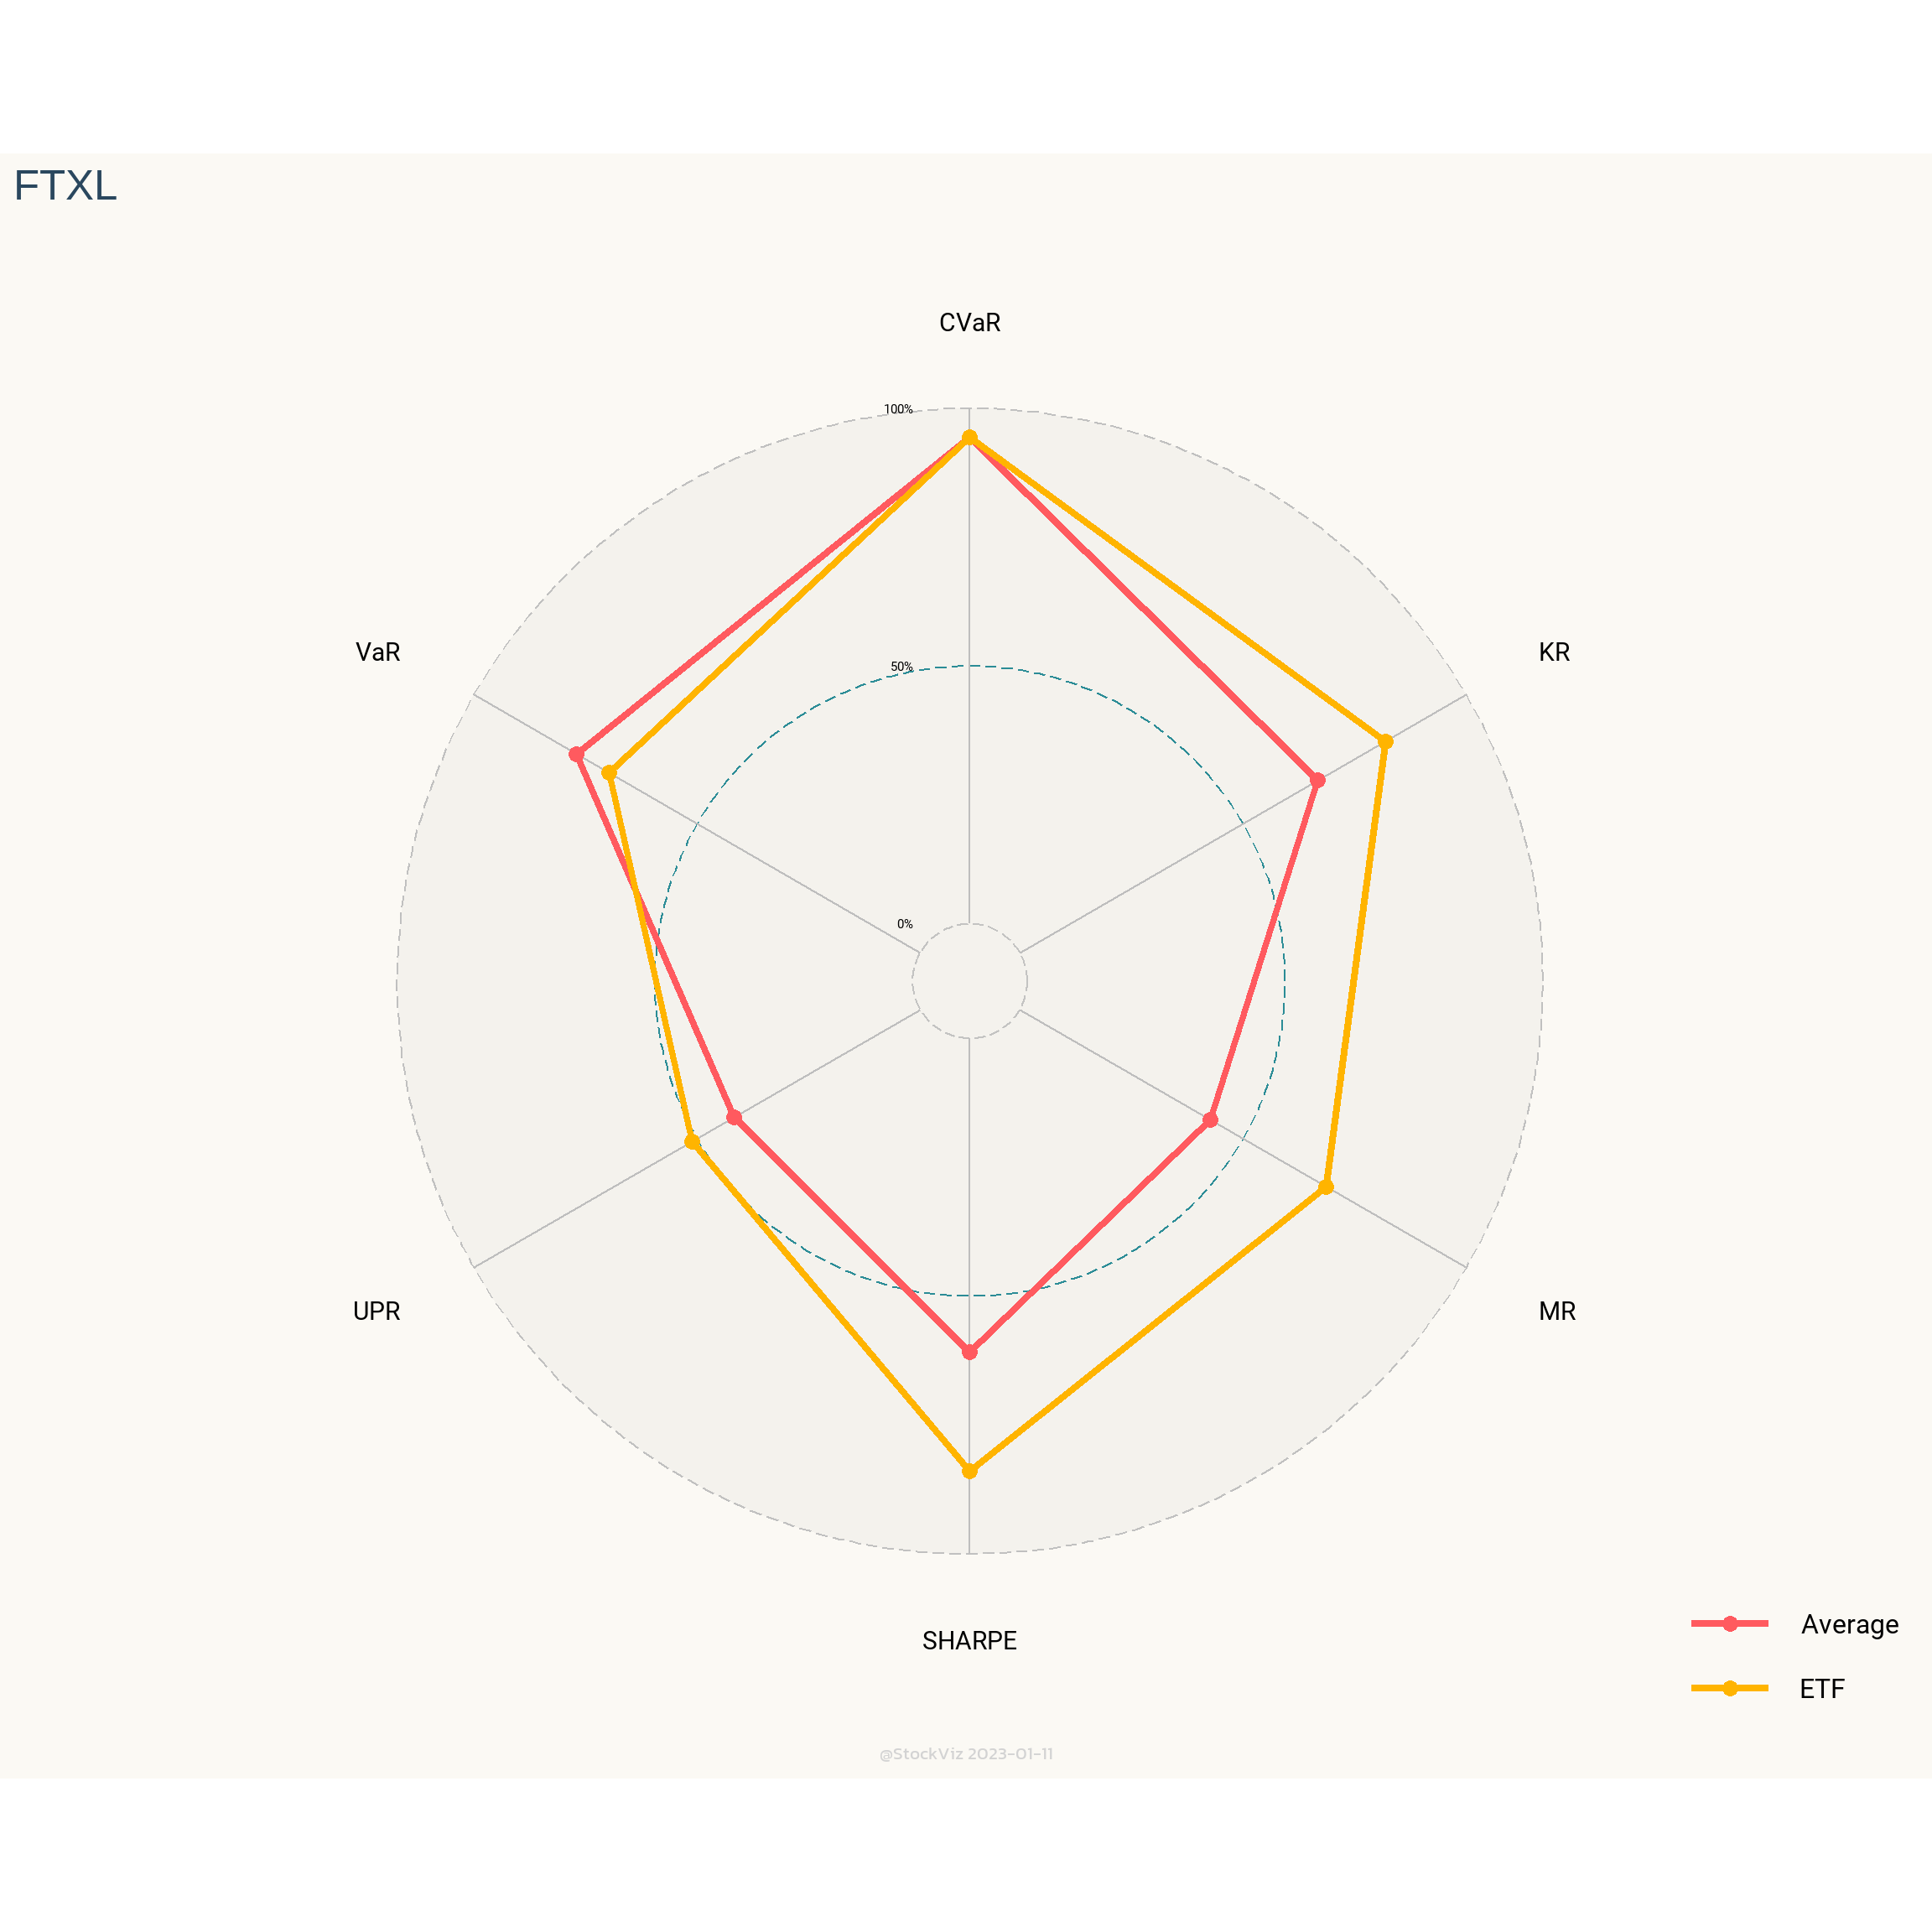 FTXL
CVaR
100%
VaR
KR
50%
0%
UPR
MR
SHARPE
Average
ETF
@StockViz 2023-01-11